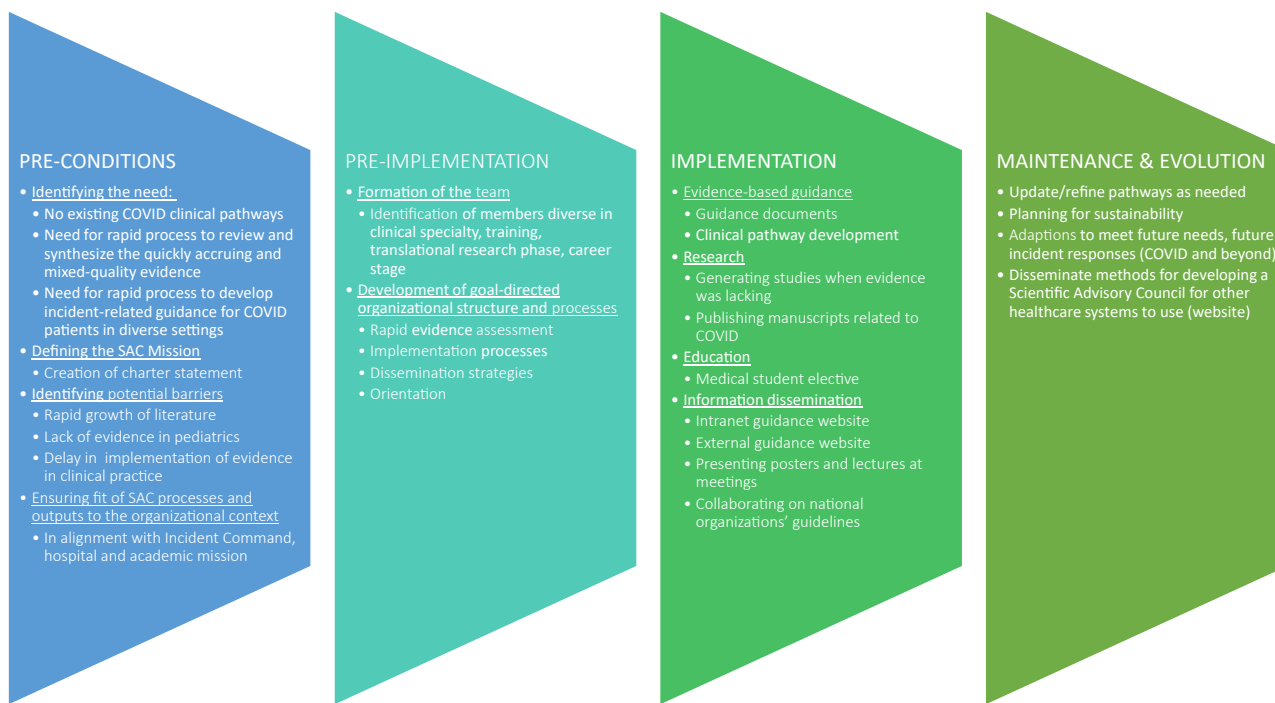 PRE-CONDITIONS
• Identifying the need:
• No existing COVID clinical pathways
• Need for rapid process to review and
synthesize the quickly accruing and
mixed-quality evidence
• Need for rapid process to develop
incident-related guidance for COVID
patients in diverse settings
• Defining the SAC Mission
• Creation of charter statement
• Identifying potential barriers
• Rapid growth of literature
• Lack of evidence in pediatrics
• Delay in implementation of evidence
in clinical practice
• Ensuring fit of SAC processes and
outputs to the organizational context
• In alignment with Incident Command,
hospital and academic mission
PRE-IMPLEMENTATION
• Formation of the team
• Identification of members diverse in
clinical specialty, training,
translational research phase, career
stage
• Development of goal-directed
organizational structure and processes
• Rapid evidence assessment
• Implementation processes
• Dissemination strategies
• Orientation
IMPLEMENTATION
• Evidence-based guidance
• Guidance documents
• Clinical pathway development
• Research
• Generating studies when evidence
was lacking
• Publishing manuscripts related to
COVID
• Education
• Medical student elective
• Information dissemination
• Intranet guidance website
• External guidance website
• Presenting posters and lectures at
meetings
• Collaborating on national
organizations' guidelines
MAINTENANCE & EVOLUTION
• Update/refine pathways as needed
• Planning for sustainability
• Adaptions to meet future needs, future
incident responses (COVID and beyond)
• Disseminate methods for developing a
Scientific Advisory Council for other
healthcare systems to use (website)